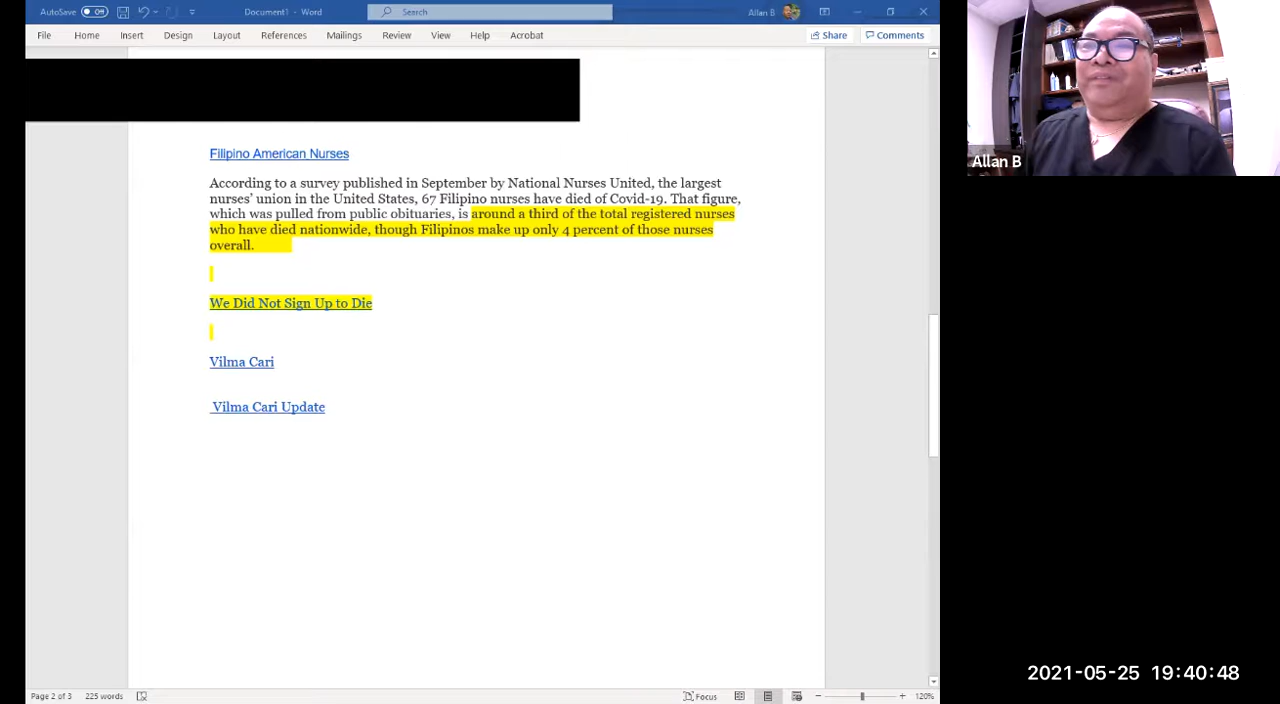 AutoSave Off Document1 - Word Search Allan B
File Home Insert Design Layout References Mailings Review View Help Acrobat Share Comments
Filipino American Nurses
According to a survey published in September by National Nurses United, the largest
nurses' union in the United States, 67 Filipino nurses have died of Covid-19. That figure,
which was pulled from public obituaries, is around a third of the total registered nurses
who have died nationwide, though Filipinos make up only 4 percent of those nurses
overall.
We Did Not Sign Up to Die
Vilma Cari
Vilma Cari Update
Page 2 of 3 225 words Focus 120%
Allan B
2021-05-25 19:40:48